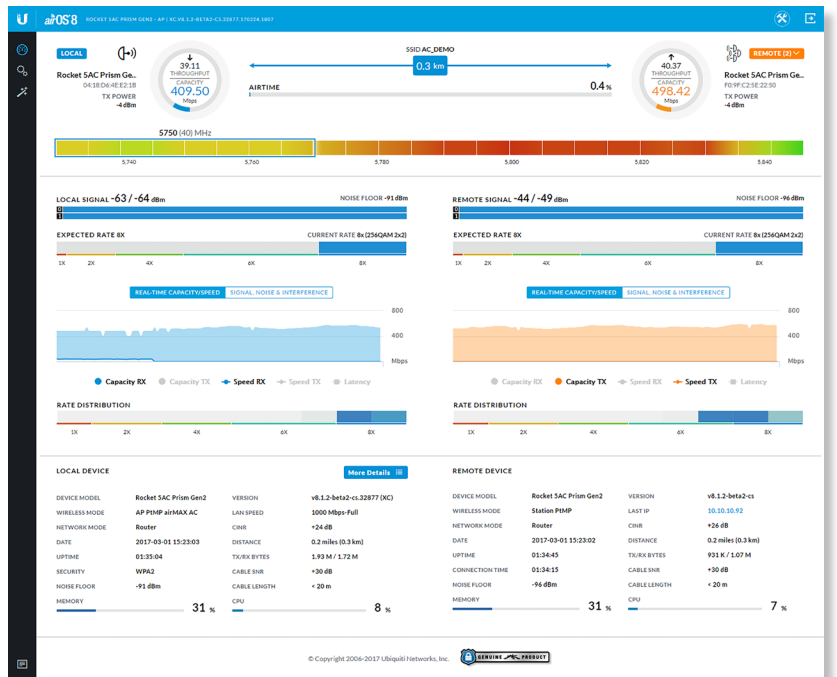 airOS 8 ROCKET 5AC PRISM GEN2 - AP | XC.V8.1.2-BETA2-CS.32877.170224.1807
LOCAL
Rocket 5AC Prism Ge..
04:18:D6:4E:E2:1B
TX POWER
-4 dBm
39.11
THROUGHPUT
CAPACITY
409.50
Mbps
SSID AC_DEMO
0.3 km
AIRTIME 0.4 %
40.37
THROUGHPUT
CAPACITY
498.42
Mbps
REMOTE (2)
Rocket 5AC Prism Ge..
F0:9F:C2:5E:22:50
TX POWER
-4 dBm
5750 (40) MHz
5,740 5,760 5,780 5,800 5,820 5,840
LOCAL SIGNAL -63 / -64 dBm NOISE FLOOR -91 dBm
0
1
EXPECTED RATE 8X CURRENT RATE 8x (256QAM 2x2)
1X 2X 4X 6X 8X
REAL-TIME CAPACITY/SPEED SIGNAL, NOISE & INTERFERENCE
800
400
Mbps
Capacity RX Capacity TX Speed RX Speed TX Latency
RATE DISTRIBUTION
1X 2X 4X 6X 8X
REMOTE SIGNAL -44 / -49 dBm NOISE FLOOR -96 dBm
0
1
EXPECTED RATE 8X CURRENT RATE 8x (256QAM 2x2)
1X 2X 4X 6X 8X
REAL-TIME CAPACITY/SPEED SIGNAL, NOISE & INTERFERENCE
800
400
Mbps
Capacity RX Capacity TX Speed RX Speed TX Latency
RATE DISTRIBUTION
1X 2X 4X 6X 8X
LOCAL DEVICE More Details
DEVICE MODEL Rocket 5AC Prism Gen2 VERSION v8.1.2-beta2-cs.32877 (XC)
WIRELESS MODE AP PtMP airMAX AC LAN SPEED 1000 Mbps-Full
NETWORK MODE Router CINR +24 dB
DATE 2017-03-01 15:23:03 DISTANCE 0.2 miles (0.3 km)
UPTIME 01:35:04 TX/RX BYTES 1.93 M / 1.72 M
SECURITY WPA2 CABLE SNR +30 dB
NOISE FLOOR -91 dBm CABLE LENGTH < 20 m
MEMORY 31 % CPU 8 %
REMOTE DEVICE
DEVICE MODEL Rocket 5AC Prism Gen2 VERSION v8.1.2-beta2-cs
WIRELESS MODE Station PtMP LAST IP 10.10.10.92
NETWORK MODE Router CINR +26 dB
DATE 2017-03-01 15:23:02 DISTANCE 0.2 miles (0.3 km)
UPTIME 01:34:45 TX/RX BYTES 931 K / 1.07 M
CONNECTION TIME 01:34:15 CABLE SNR +30 dB
NOISE FLOOR -96 dBm CABLE LENGTH < 20 m
MEMORY 31 % CPU 7 %
© Copyright 2006-2017 Ubiquiti Networks, Inc. GENUINE PRODUCT